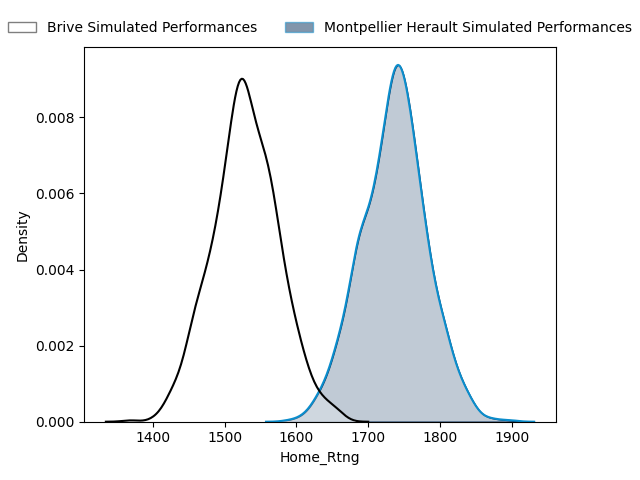 Brive Simulated Performances Montpellier Herault Simulated Performances
0.008
0.006
Density
0.004
0.002
0.000
1400 1500 1600 1700 1800 1900
Home_Rtng